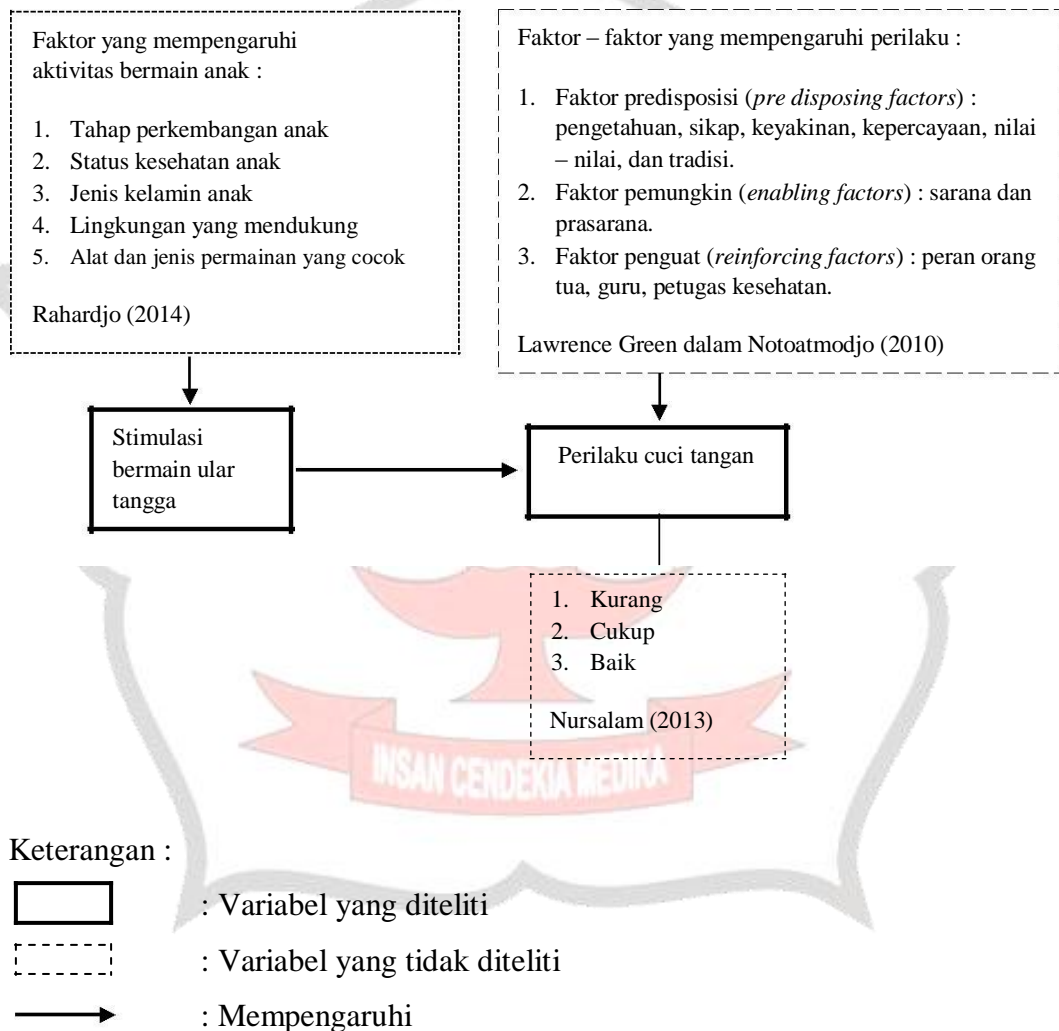 Faktor yang mempengaruhi
aktivitas bermain anak :
1. Tahap perkembangan anak
2. Status kesehatan anak
3. Jenis kelamin anak
4. Lingkungan yang mendukung
5. Alat dan jenis permainan yang cocok
Rahardjo (2014)
Faktor – faktor yang mempengaruhi perilaku :
1. Faktor predisposisi (pre disposing factors) :
pengetahuan, sikap, keyakinan, kepercayaan, nilai
– nilai, dan tradisi.
2. Faktor pemungkin (enabling factors) : sarana dan
prasarana.
3. Faktor penguat (reinforcing factors) : peran orang
tua, guru, petugas kesehatan.
Lawrence Green dalam Notoatmodjo (2010)
Stimulasi
bermain ular
tangga
Perilaku cuci tangan
1. Kurang
2. Cukup
3. Baik
Nursalam (2013)
INSAN CENDEKIA MEDIKA
Keterangan :
: Variabel yang diteliti
: Variabel yang tidak diteliti
: Mempengaruhi